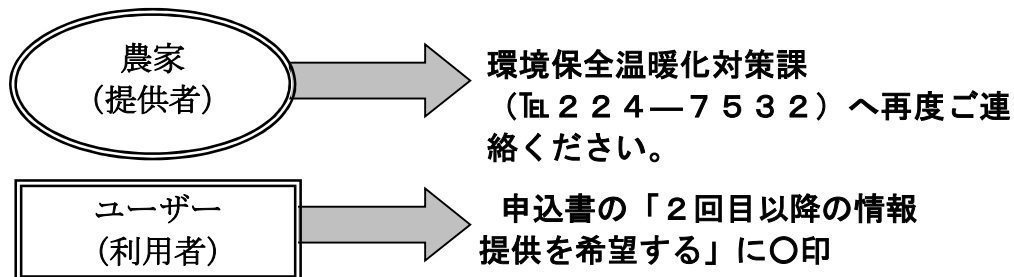 農家
(提供者)
環境保全温暖化対策課
（℡２２４―７５３２）へ再度ご連
絡ください。
ユーザー
(利用者)
申込書の「２回目以降の情報
提供を希望する」に〇印